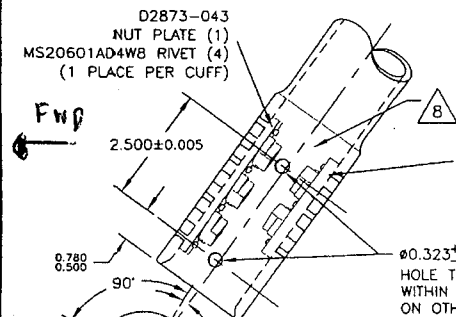 D2873-043
NUT PLATE (1)
MS20601AD4W8 RIVET (4)
(1 PLACE PER CUFF)
FWD
8
2.500±0.005
0.780
0.500
90°
ø0.323±
HOLE T
WITHIN
ON OTH